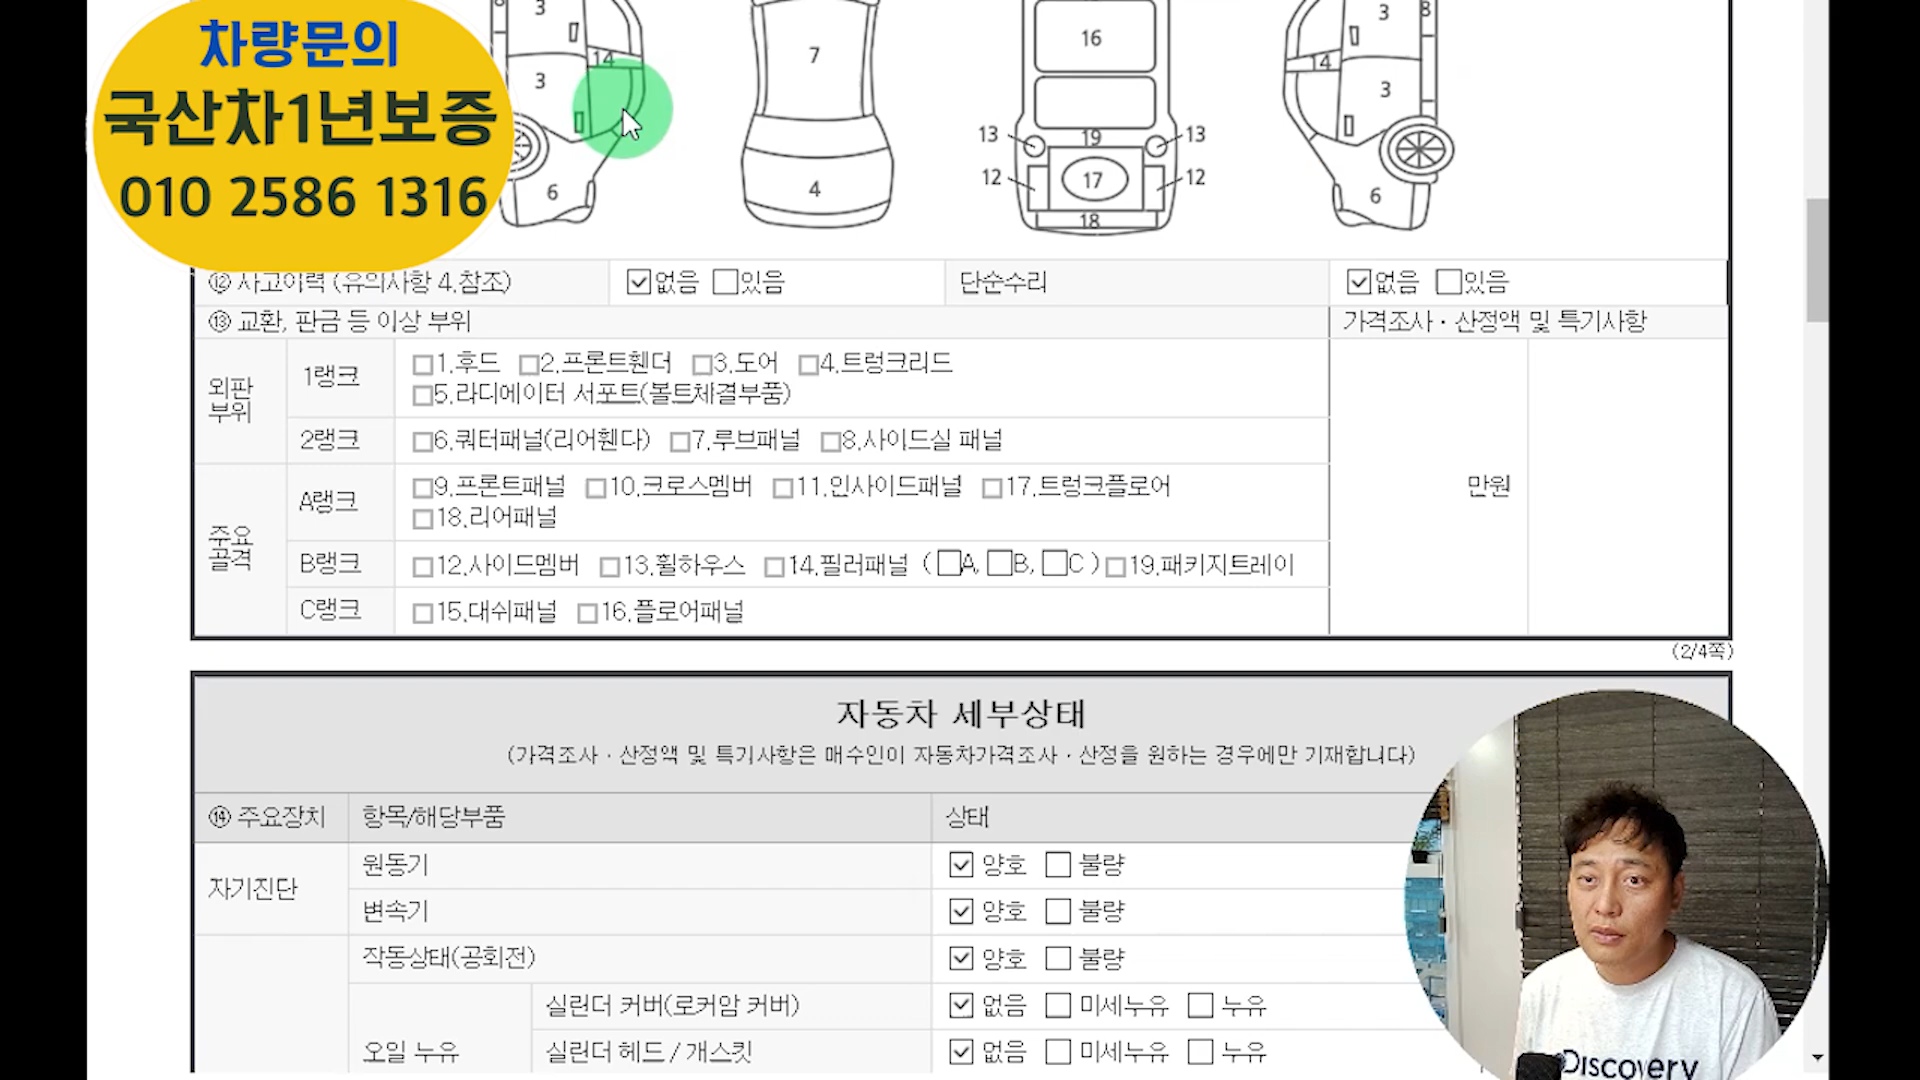 차량문의
국산차1년보증
010 2586 1316
3
14
3
6
7
4
16
13
19
13
12
17
12
18
3
8
14
3
6
⑫ 사고이력 (유의사항 4.참조)
없음 있음
단순수리
없음 있음
⑬ 교환, 판금 등 이상 부위
가격조사 · 산정액 및 특기사항
외판
부위
1랭크
1.후드 2.프론트휀더 3.도어 4.트렁크리드
5.라디에이터 서포트(볼트체결부품)
2랭크
6.쿼터패널(리어휀다) 7.루브패널 8.사이드실 패널
주요
골격
A랭크
9.프론트패널 10.크로스멤버 11.인사이드패널 17.트렁크플로어
18.리어패널
B랭크
12.사이드멤버 13.휠하우스 14.필러패널 (A, B, C) 19.패키지트레이
C랭크
15.대쉬패널 16.플로어패널
만원
(2/4쪽)
자동차 세부상태
(가격조사 · 산정액 및 특기사항은 매수인이 자동차가격조사 · 산정을 원하는 경우에만 기재합니다)
⑭ 주요장치
항목/해당부품
상태
자기진단
원동기
양호 불량
변속기
양호 불량
작동상태(공회전)
양호 불량
오일 누유
실린더 커버(로커암 커버)
없음 미세누유 누유
실린더 헤드 / 개스킷
없음 미세누유 누유
Discovery